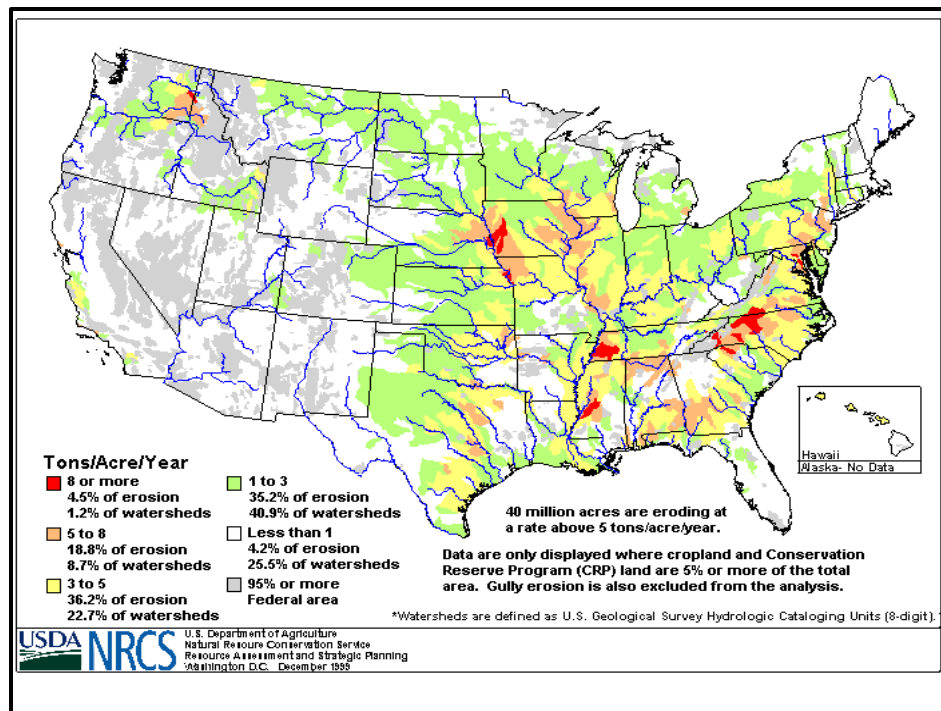 Hawaii
Alaska- No Data
Tons/Acre/Year
8 or more
4.5% of erosion
1.2% of watersheds
5 to 8
18.8% of erosion
8.7% of watersheds
3 to 5
36.2% of erosion
22.7% of watersheds
1 to 3
35.2% of erosion
40.9% of watersheds
Less than 1
4.2% of erosion
25.5% of watersheds
95% or more
Federal area
40 million acres are eroding at
a rate above 5 tons/acre/year.
Data are only displayed where cropland and Conservation
Reserve Program (CRP) land are 5% or more of the total
area. Gully erosion is also excluded from the analysis.
*Watersheds are defined as U.S. Geological Survey Hydrologic Cataloging Units (8-digit).
USDA
NRCS
U.S. Department of Agriculture
Natural Resoure Conservation Service
Resource Assessment and Strategic Planning
Washington D.C. December 1999